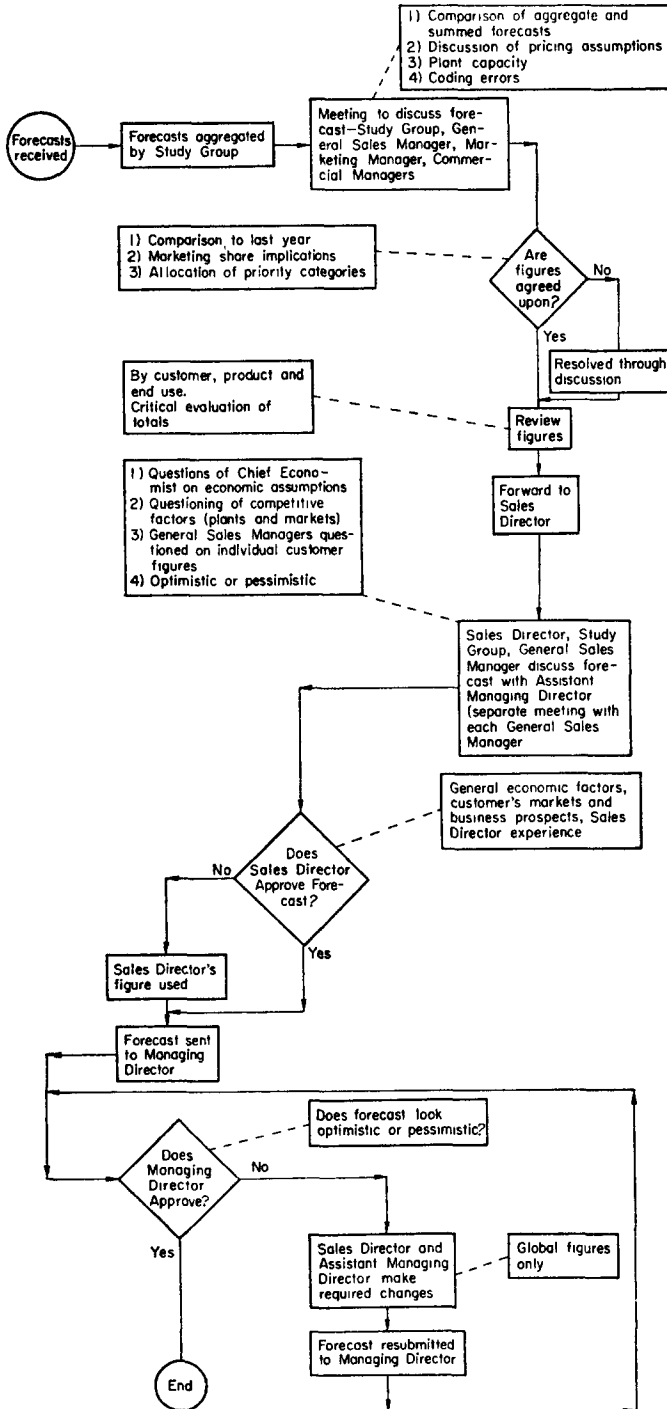 1) Comparison of aggregate and
summed forecasts
2) Discussion of pricing assumptions
3) Plant capacity
4) Coding errors
Forecasts
received
Forecasts aggregated
by Study Group
Meeting to discuss fore-
cast—Study Group, Gen-
eral Sales Manager, Mar-
keting Manager, Commer-
cial Managers
1) Comparison to last year
2) Marketing share implications
3) Allocation of priority categories
Are
figures
agreed
upon?
No
Yes
Resolved through
discussion
By customer, product and
end use.
Critical evaluation of
totals
Review
figures
1) Questions of Chief Econo-
mist on economic assumptions
2) Questioning of competitive
factors (plants and markets)
3) General Sales Managers ques-
tioned on individual customer
figures
4) Optimistic or pessimistic
Forward to
Sales
Director
Sales Director, Study
Group, General Sales
Manager discuss fore-
cast with Assistant
Managing Director
(separate meeting with
each General Sales
Manager
General economic factors,
customer's markets and
business prospects, Sales
Director experience
Does
Sales Director
Approve Fore-
cast?
No
Yes
Sales Director's
figure used
Forecast sent
to Managing
Director
Does forecast look
optimistic or pessimistic?
Does
Managing
Director
Approve?
No
Yes
Sales Director and
Assistant Managing
Director make
required changes
Global figures
only
Forecast resubmitted
to Managing Director
End